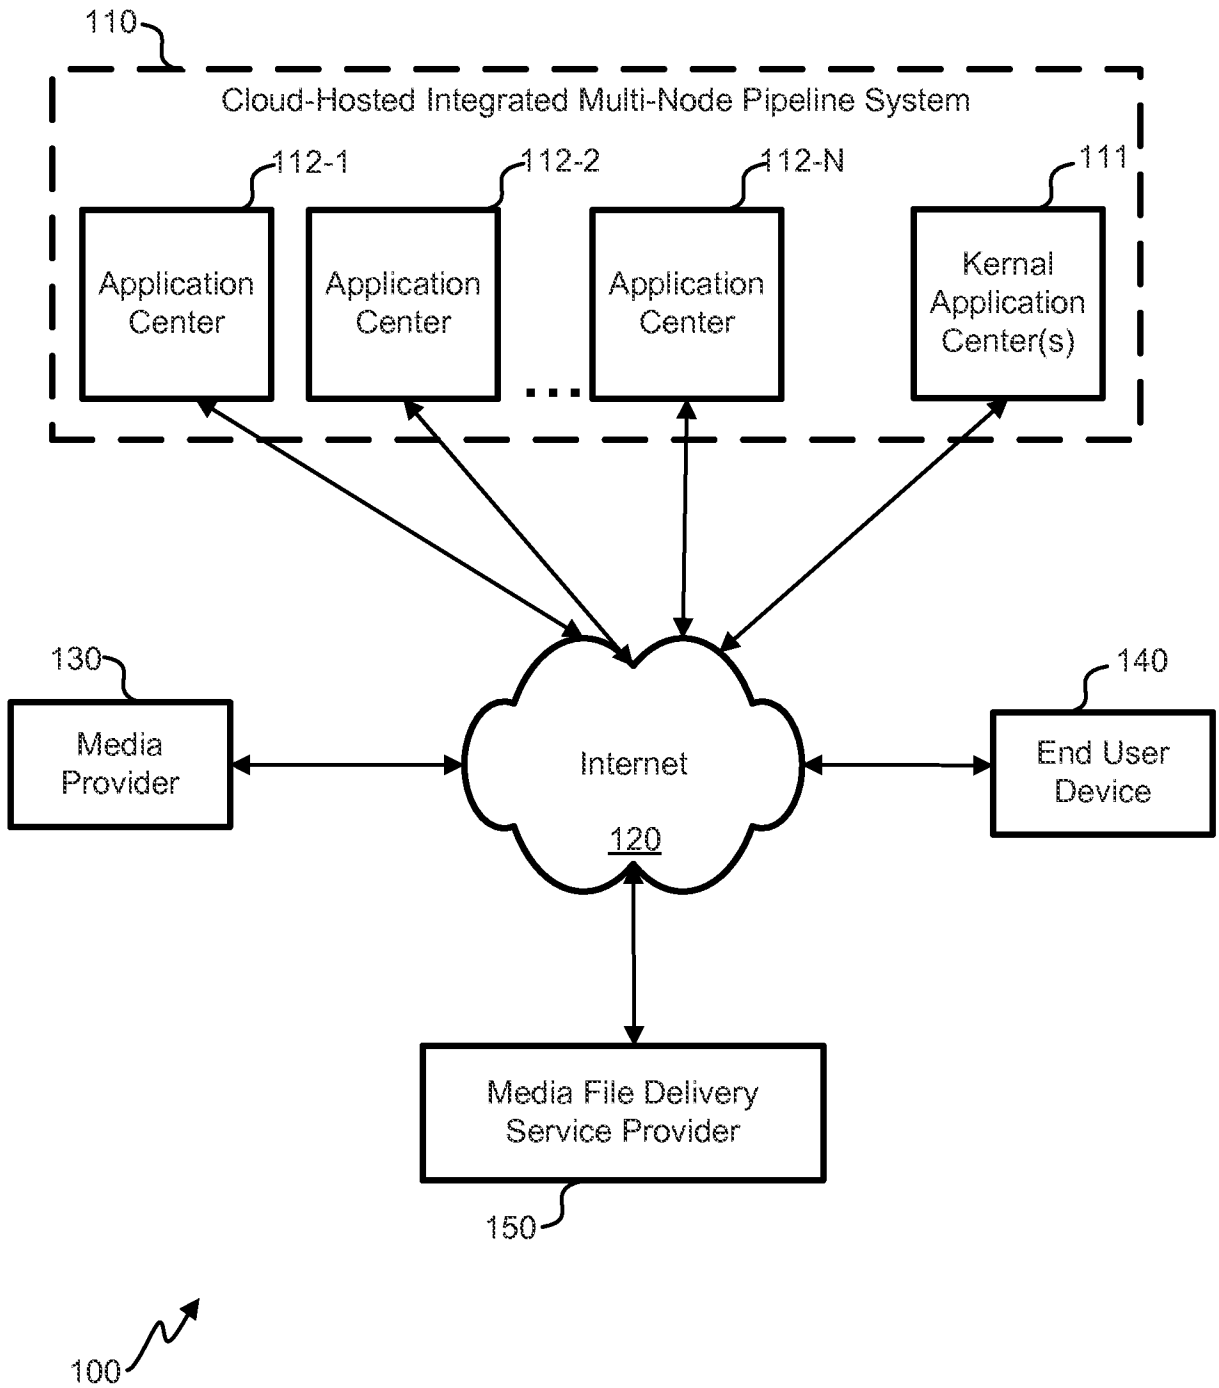 110
Cloud-Hosted Integrated Multi-Node Pipeline System
112-1
112-2
112-N
111
Application
Center
Application
Center
...
Application
Center
Kernal
Application
Center(s)
130
140
Media
Provider
Internet
120
End User
Device
Media File Delivery
Service Provider
150
100